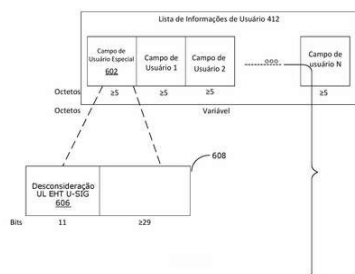 Lista de Informações de Usuário 412
Campo de Usuário Especial 602
Campo de Usuário 1
Campo de Usuário 2
ooo
Campo de usuário N
Octetos ≥5 ≥5 ≥5 ≥5
Octetos Variável
608
Desconsideração UL EHT U-SIG 606
Bits 11 ≥29